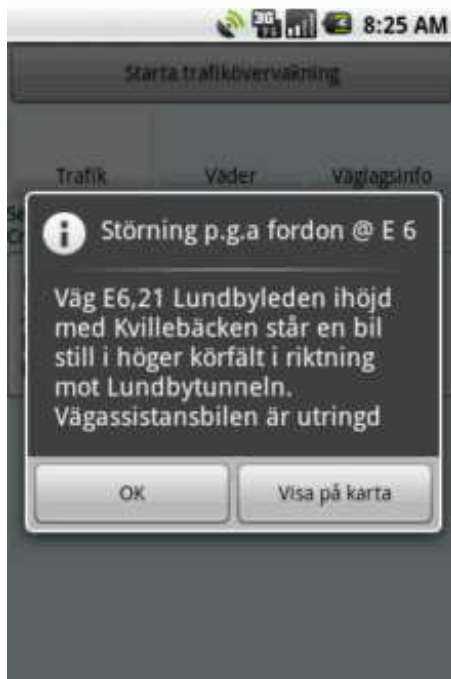 3G
8:25 AM
Starta trafikövervakning
Trafik
Väder
Väglagsinfo
Störning p.g.a fordon @ E 6
Väg E6,21 Lundbyleden ihöjd
med Kvillebäcken står en bil
still i höger körfält i riktning
mot Lundbytunneln.
Vägassistansbilen är utringd
OK
Visa på karta